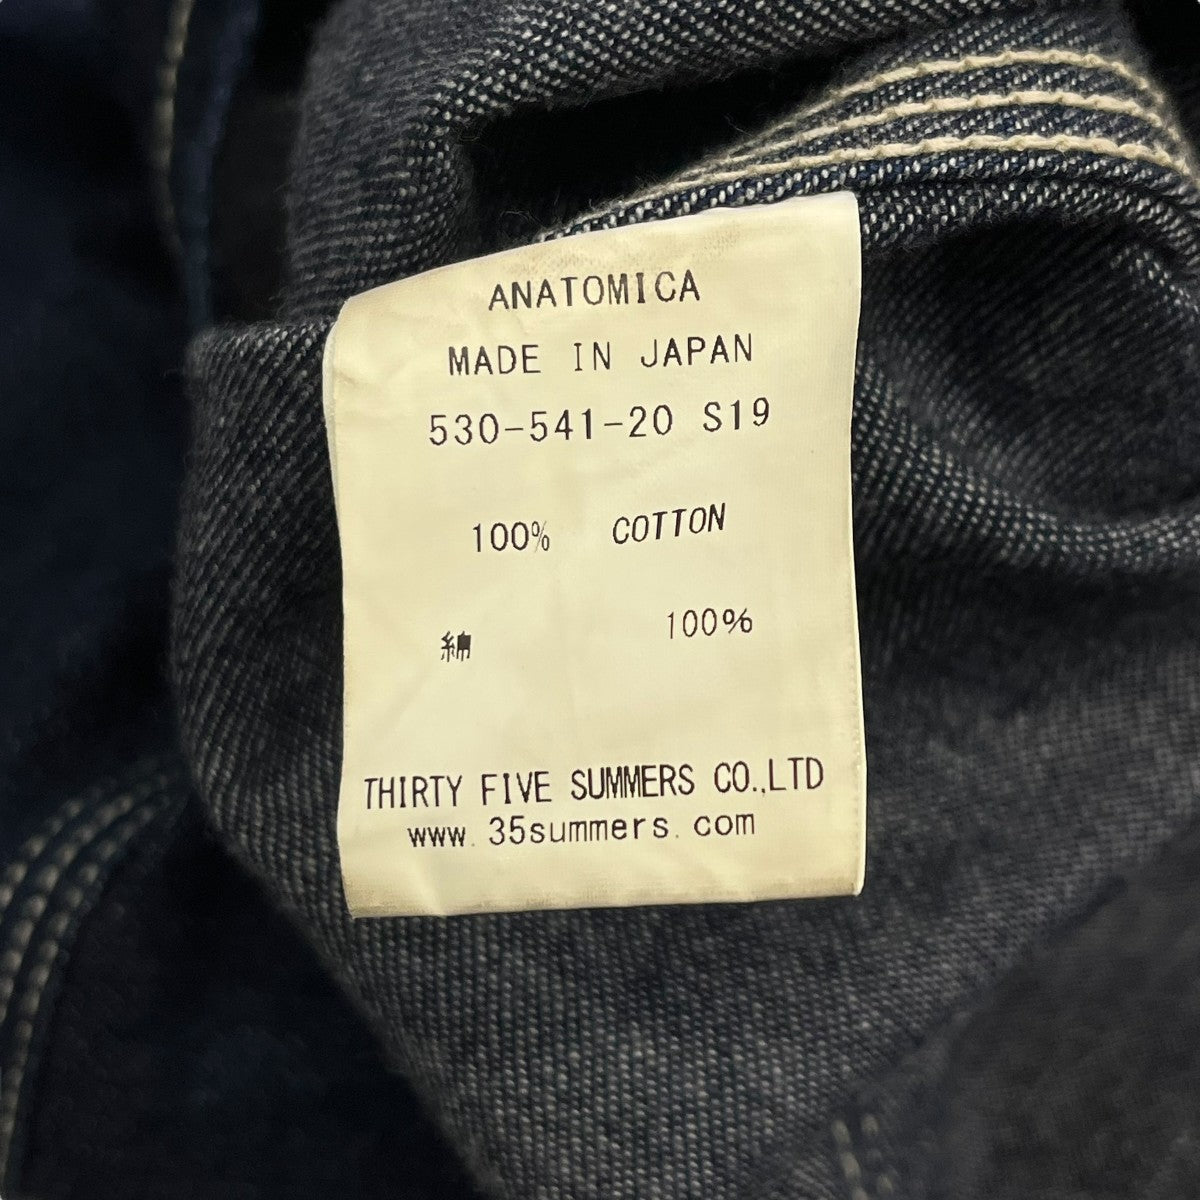 ANATOMICA
MADE IN JAPAN
530-541-20 S19
100% COTTON
綿 100%
THIRTY FIVE SUMMERS CO.,LTD
www.35summers.com